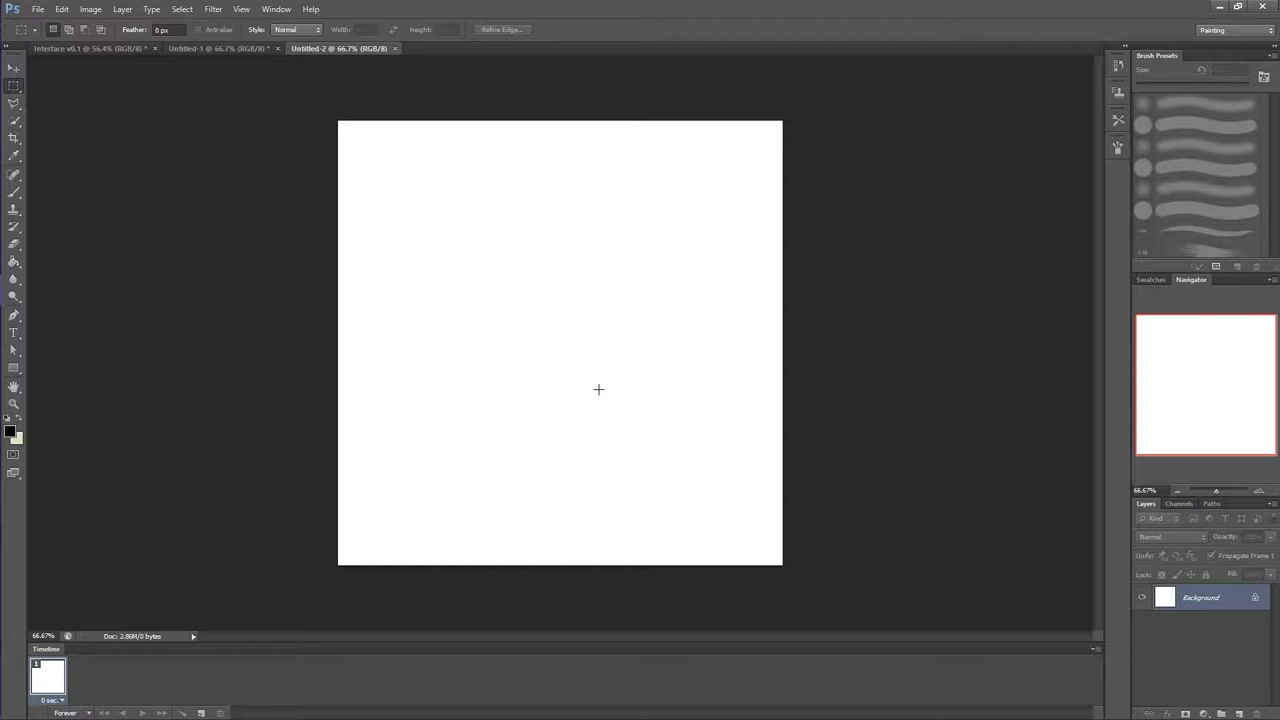 Ps File Edit Image Layer Type Select Filter View Window Help
Feather: 0 px Anti-alias Style: Normal Width: Height: Refine Edge... Painting
Interface v0.1 @ 56.4% (RGB/8) * × Untitled-1 @ 66.7% (RGB/8) * × Untitled-2 @ 66.7% (RGB/8) ×
Brush Presets
Size:
Swatches Navigator
66.67%
Layers Channels Paths
Kind
Normal Opacity: 100%
Unify: Propagate Frame 1
Lock: Fill:
Background
66.67% Doc: 2.86M/0 bytes
Timeline
1
0 sec.
Forever